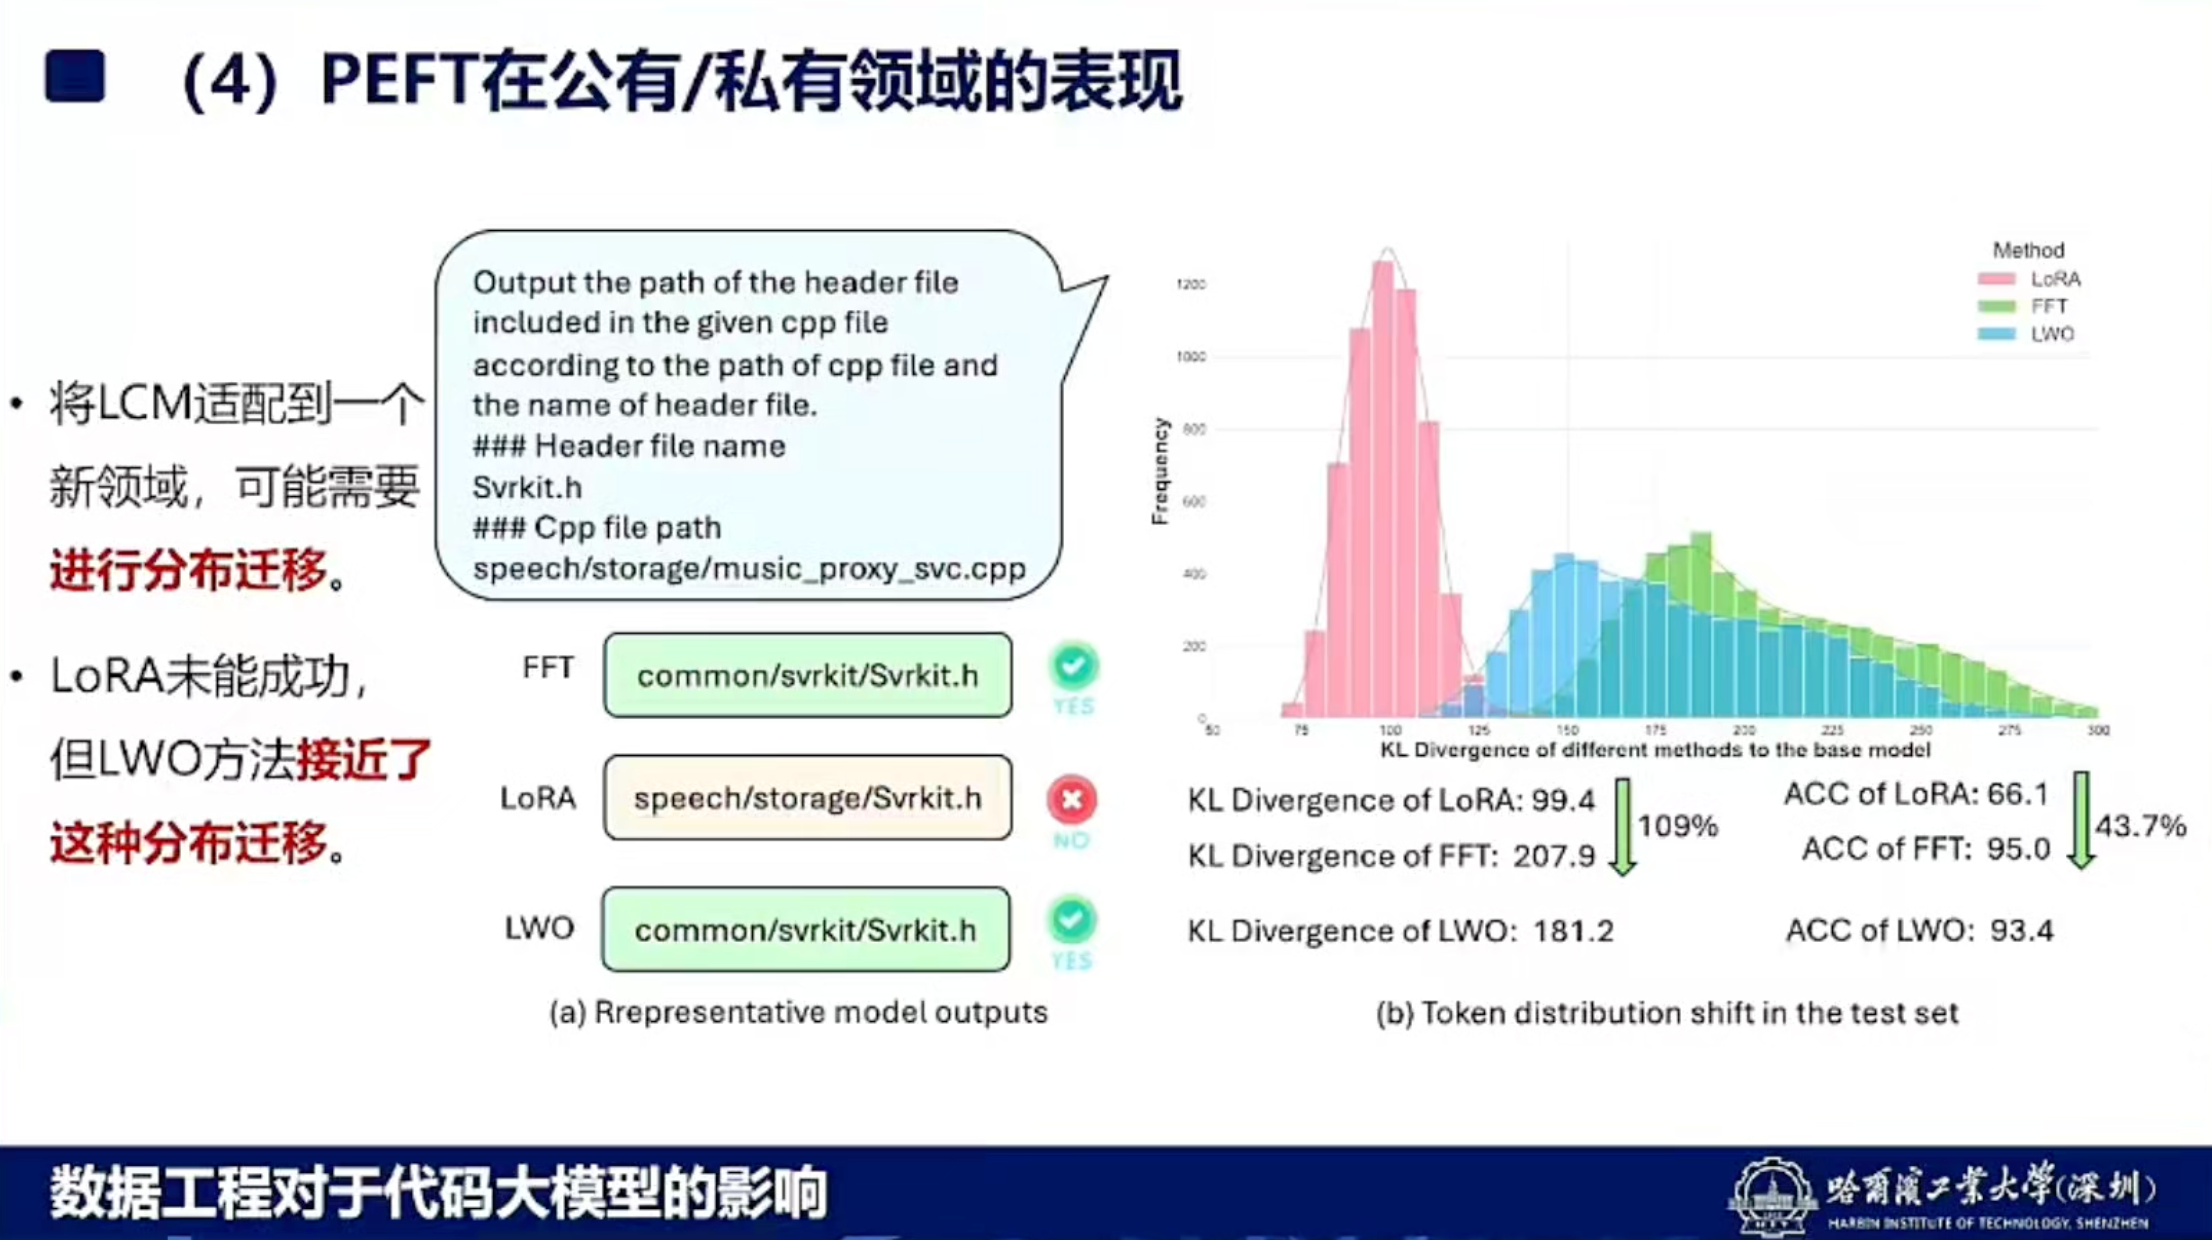 （4）PEFT在公有/私有领域的表现
• 将LCM适配到一个
新领域，可能需要
进行分布迁移。
• LoRA未能成功，
但LWO方法接近了
这种分布迁移。
Output the path of the header file
included in the given cpp file
according to the path of cpp file and
the name of header file.
### Header file name
Svrkit.h
### Cpp file path
speech/storage/music_proxy_svc.cpp
FFT
common/svrkit/Svrkit.h
YES
LoRA
speech/storage/Svrkit.h
NO
LWO
common/svrkit/Svrkit.h
YES
(a) Rrepresentative model outputs
Method
LoRA
FFT
LWO
Frequency
1200
1000
800
600
400
200
0
50 75 100 125 150 175 200 225 250 275 300
KL Divergence of different methods to the base model
KL Divergence of LoRA: 99.4
KL Divergence of FFT: 207.9
109%
KL Divergence of LWO: 181.2
ACC of LoRA: 66.1
ACC of FFT: 95.0
43.7%
ACC of LWO: 93.4
(b) Token distribution shift in the test set
数据工程对于代码大模型的影响
哈爾濱工業大學(深圳)
HARBIN INSTITUTE OF TECHNOLOGY, SHENZHEN